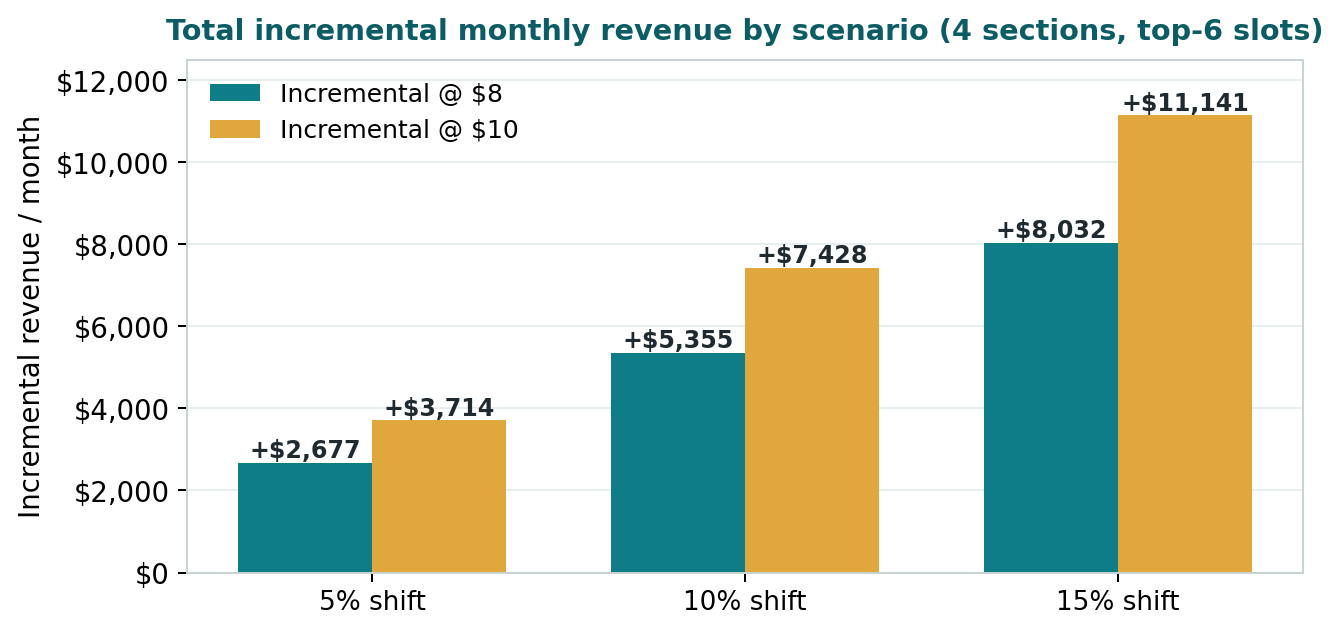 Total incremental monthly revenue by scenario (4 sections, top-6 slots)
Incremental revenue / month
$12,000
$10,000
$8,000
$6,000
$4,000
$2,000
$0
Incremental @ $8
Incremental @ $10
+$2,677
+$3,714
+$5,355
+$7,428
+$8,032
+$11,141
5% shift
10% shift
15% shift